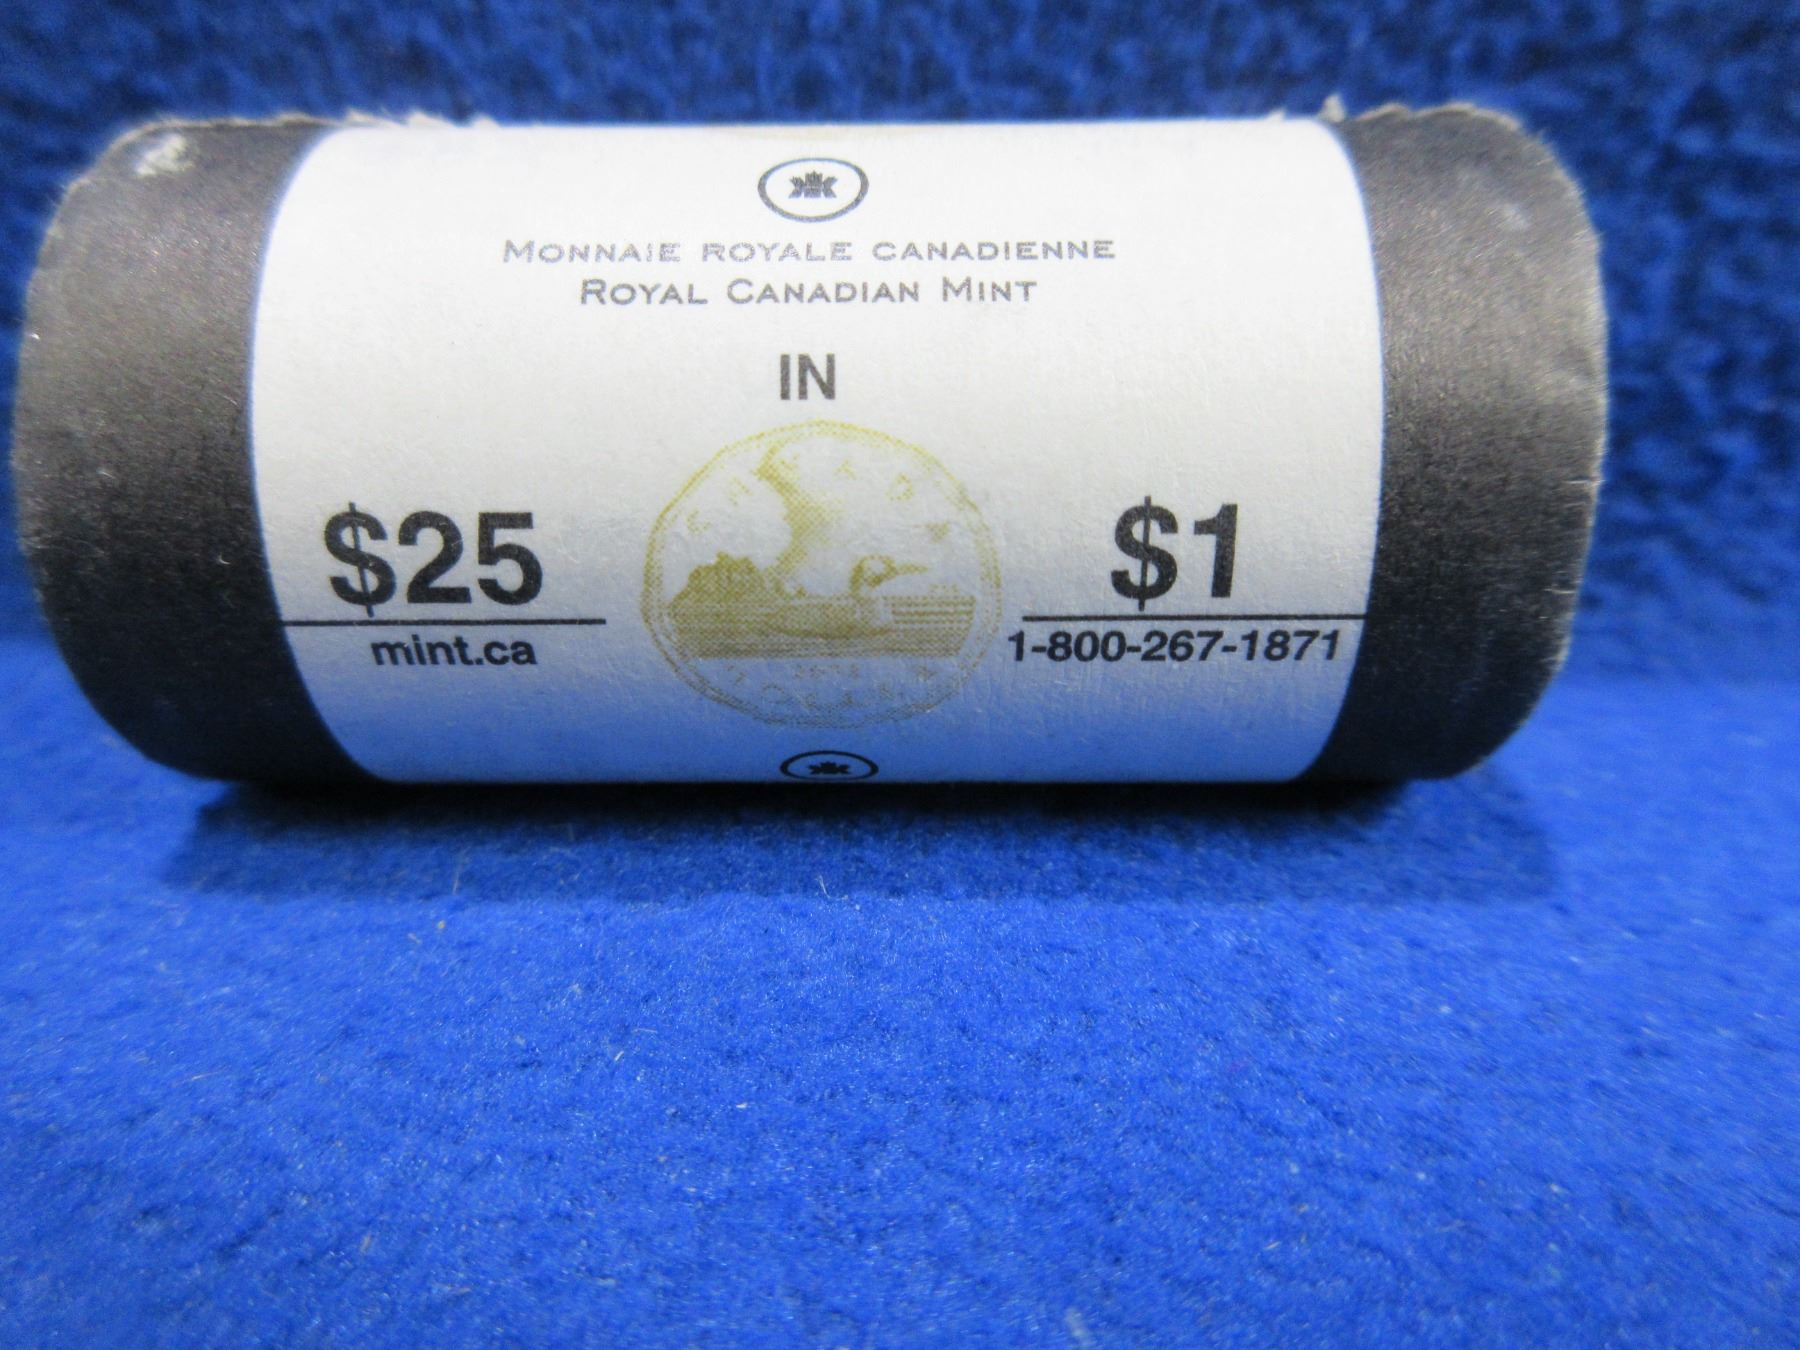 MONNAIE ROYALE CANADIENNE
ROYAL CANADIAN MINT
IN
$25
$1
mint.ca
1-800-267-1871